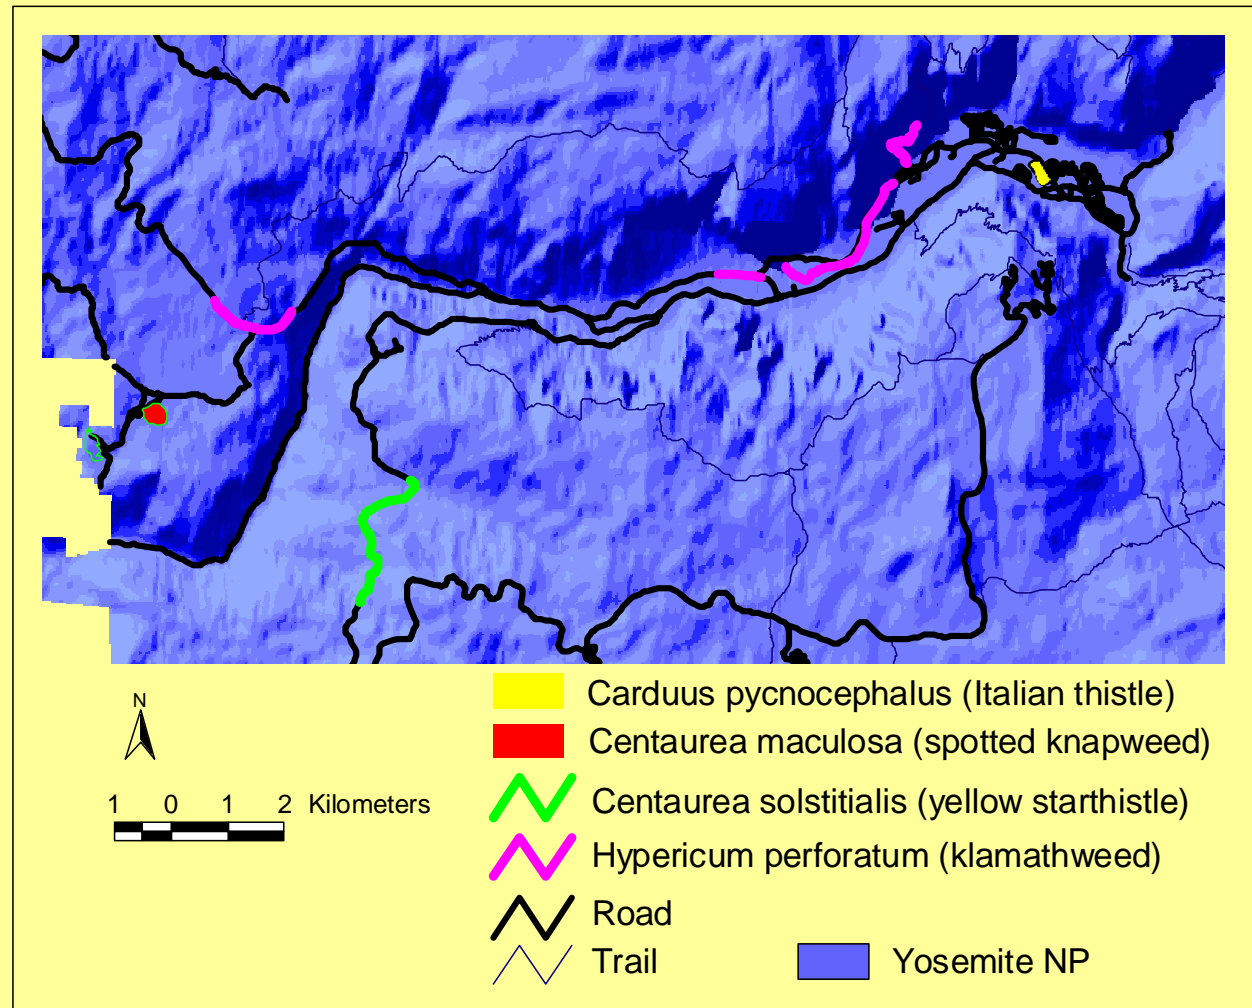 Carduus pycnocephalus (Italian thistle)
N
Centaurea maculosa (spotted knapweed)
1 0 1 2 Kilometers
Centaurea solstitialis (yellow starthistle)
Hypericum perforatum (klamathweed)
Road
Trail
Yosemite NP